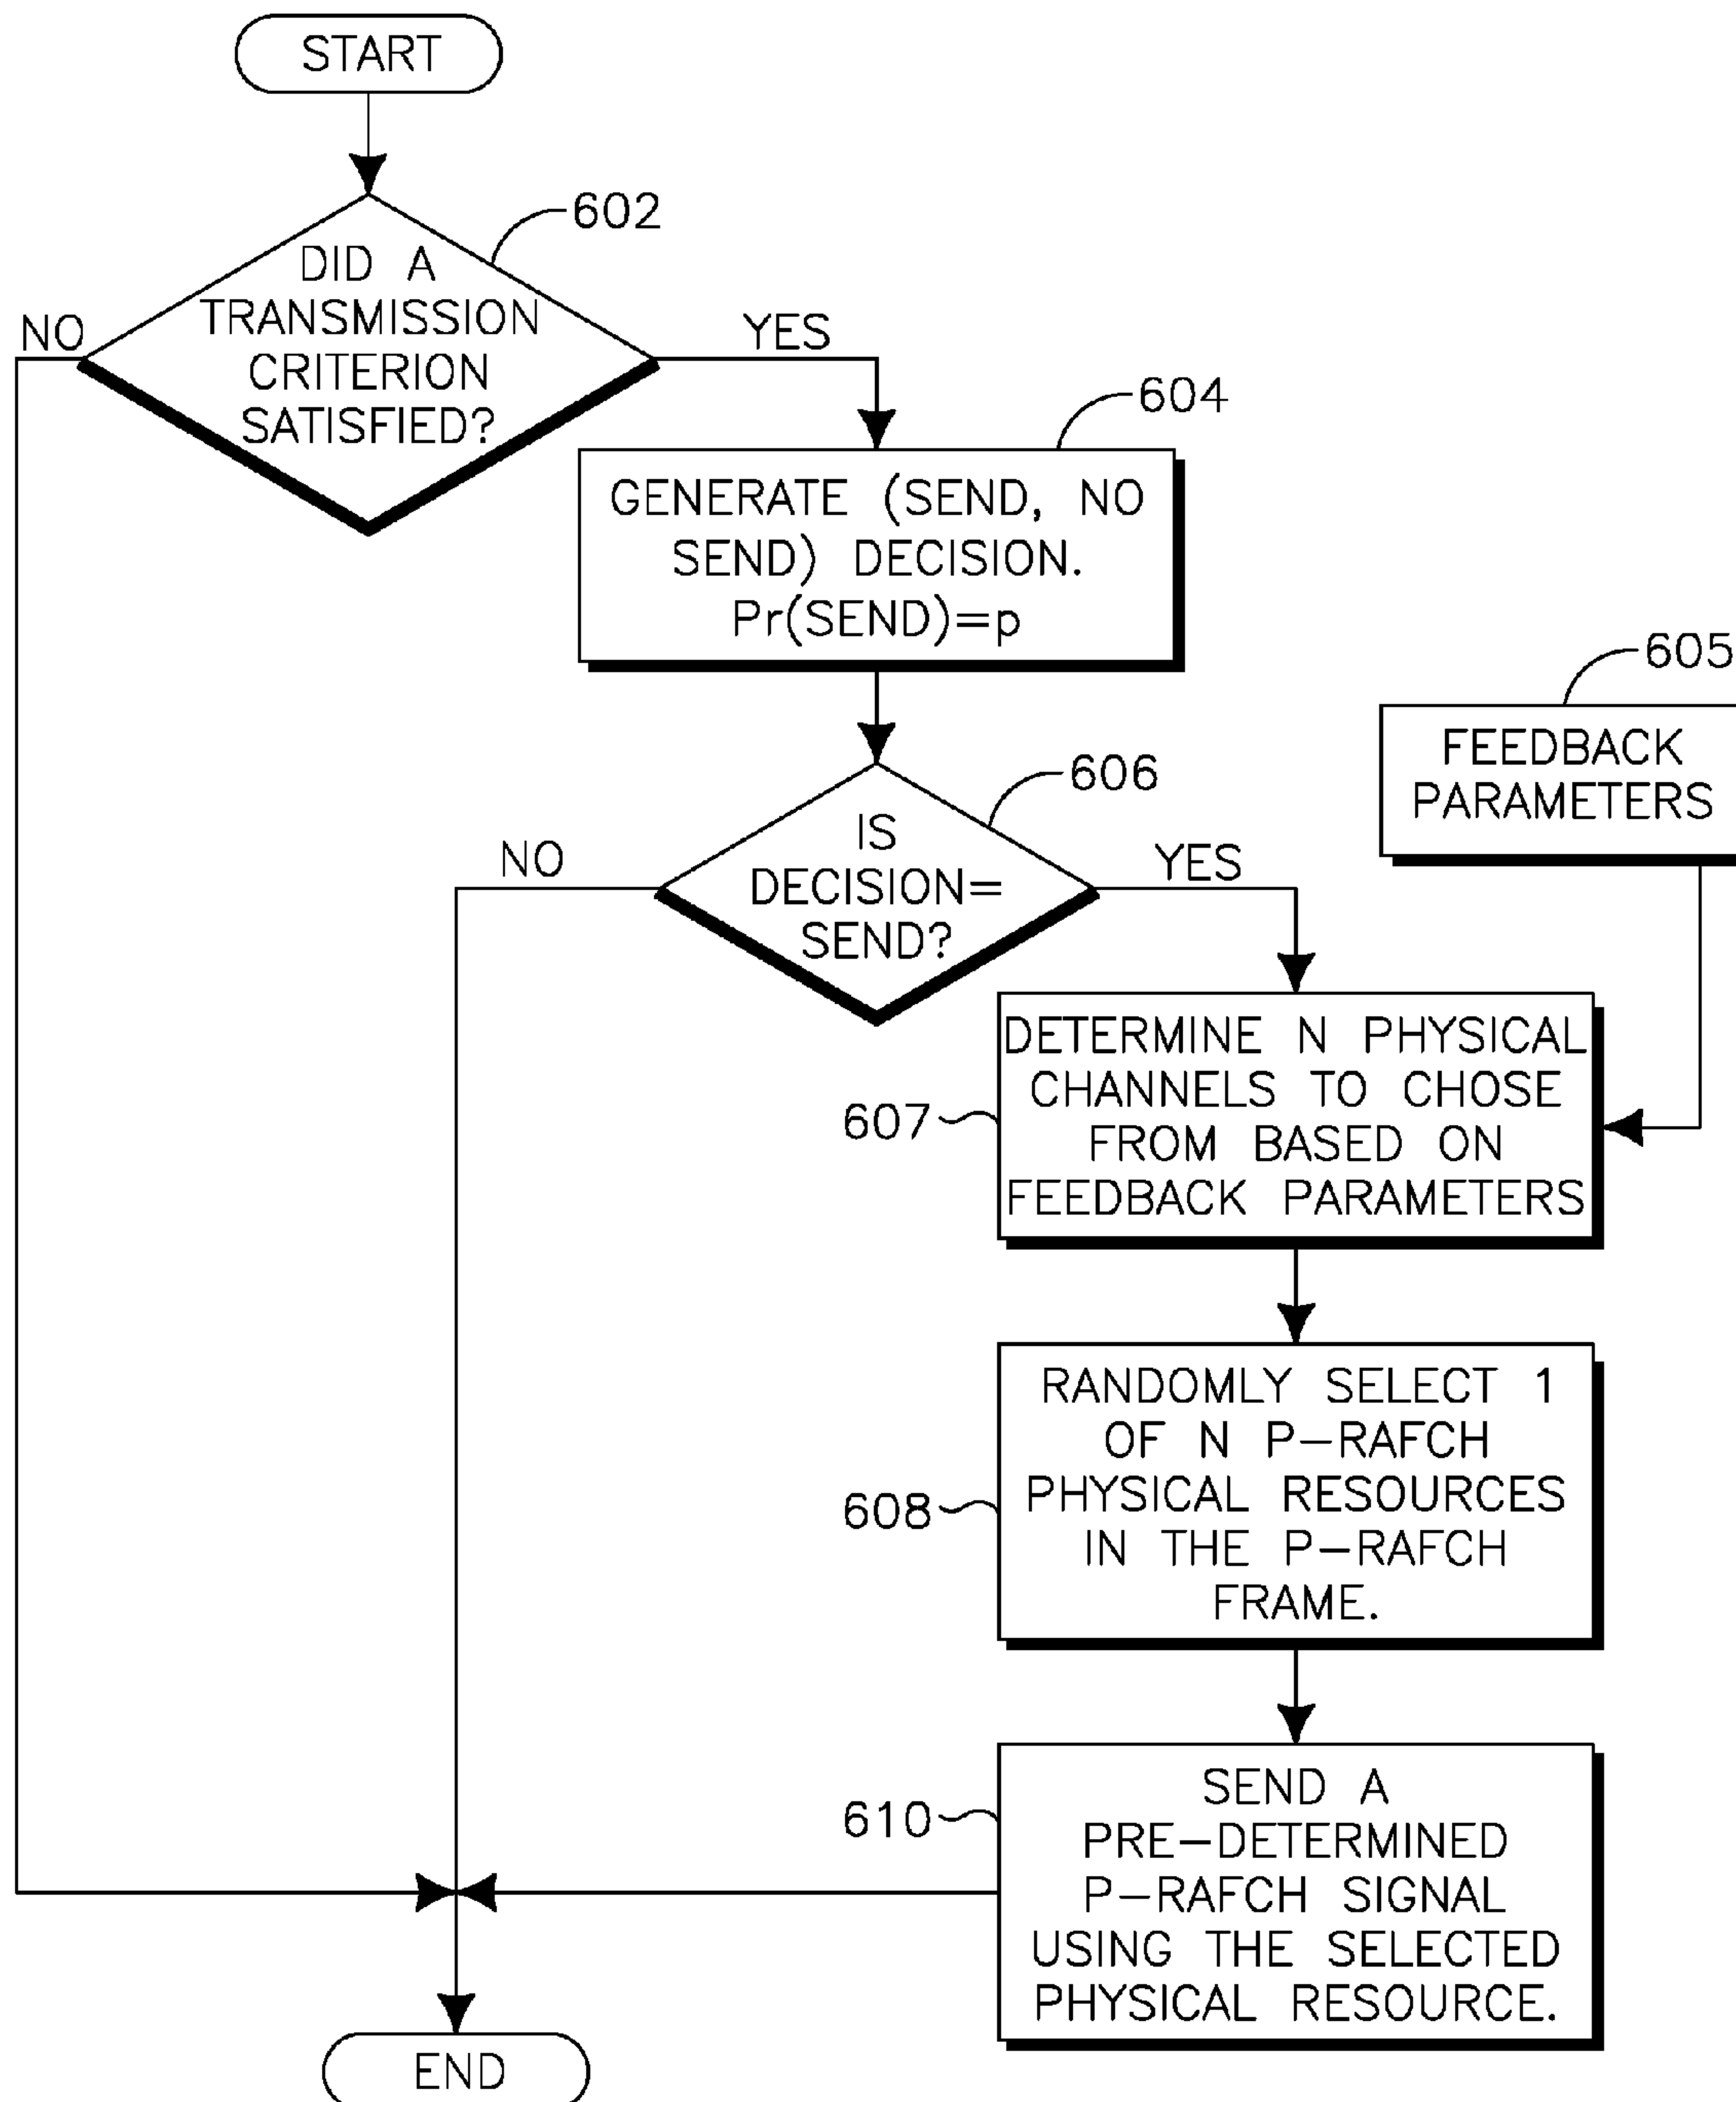 START
602
DID A
TRANSMISSION
CRITERION
SATISFIED?
NO
YES
604
GENERATE (SEND, NO
SEND) DECISION.
Pr(SEND)=p
605
FEEDBACK
PARAMETERS
606
IS
DECISION=
SEND?
NO
YES
607
DETERMINE N PHYSICAL
CHANNELS TO CHOSE
FROM BASED ON
FEEDBACK PARAMETERS
608
RANDOMLY SELECT 1
OF N P-RAFCH
PHYSICAL RESOURCES
IN THE P-RAFCH
FRAME.
610
SEND A
PRE-DETERMINED
P-RAFCH SIGNAL
USING THE SELECTED
PHYSICAL RESOURCE.
END